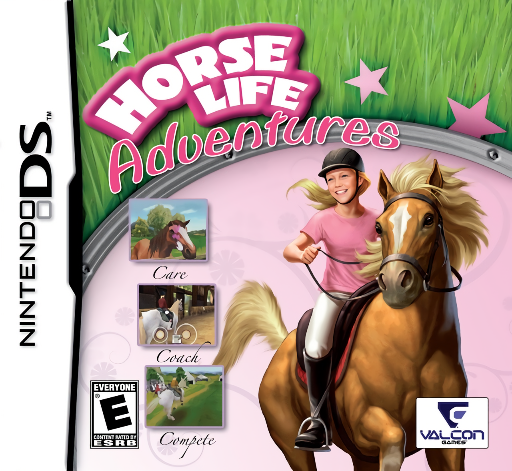 NINTENDO DS™
HORSE
LIFE
Adventures
Care
Coach
Compete
EVERYONE
E
®
CONTENT RATED BY
ESRB
VALCON
GAMES